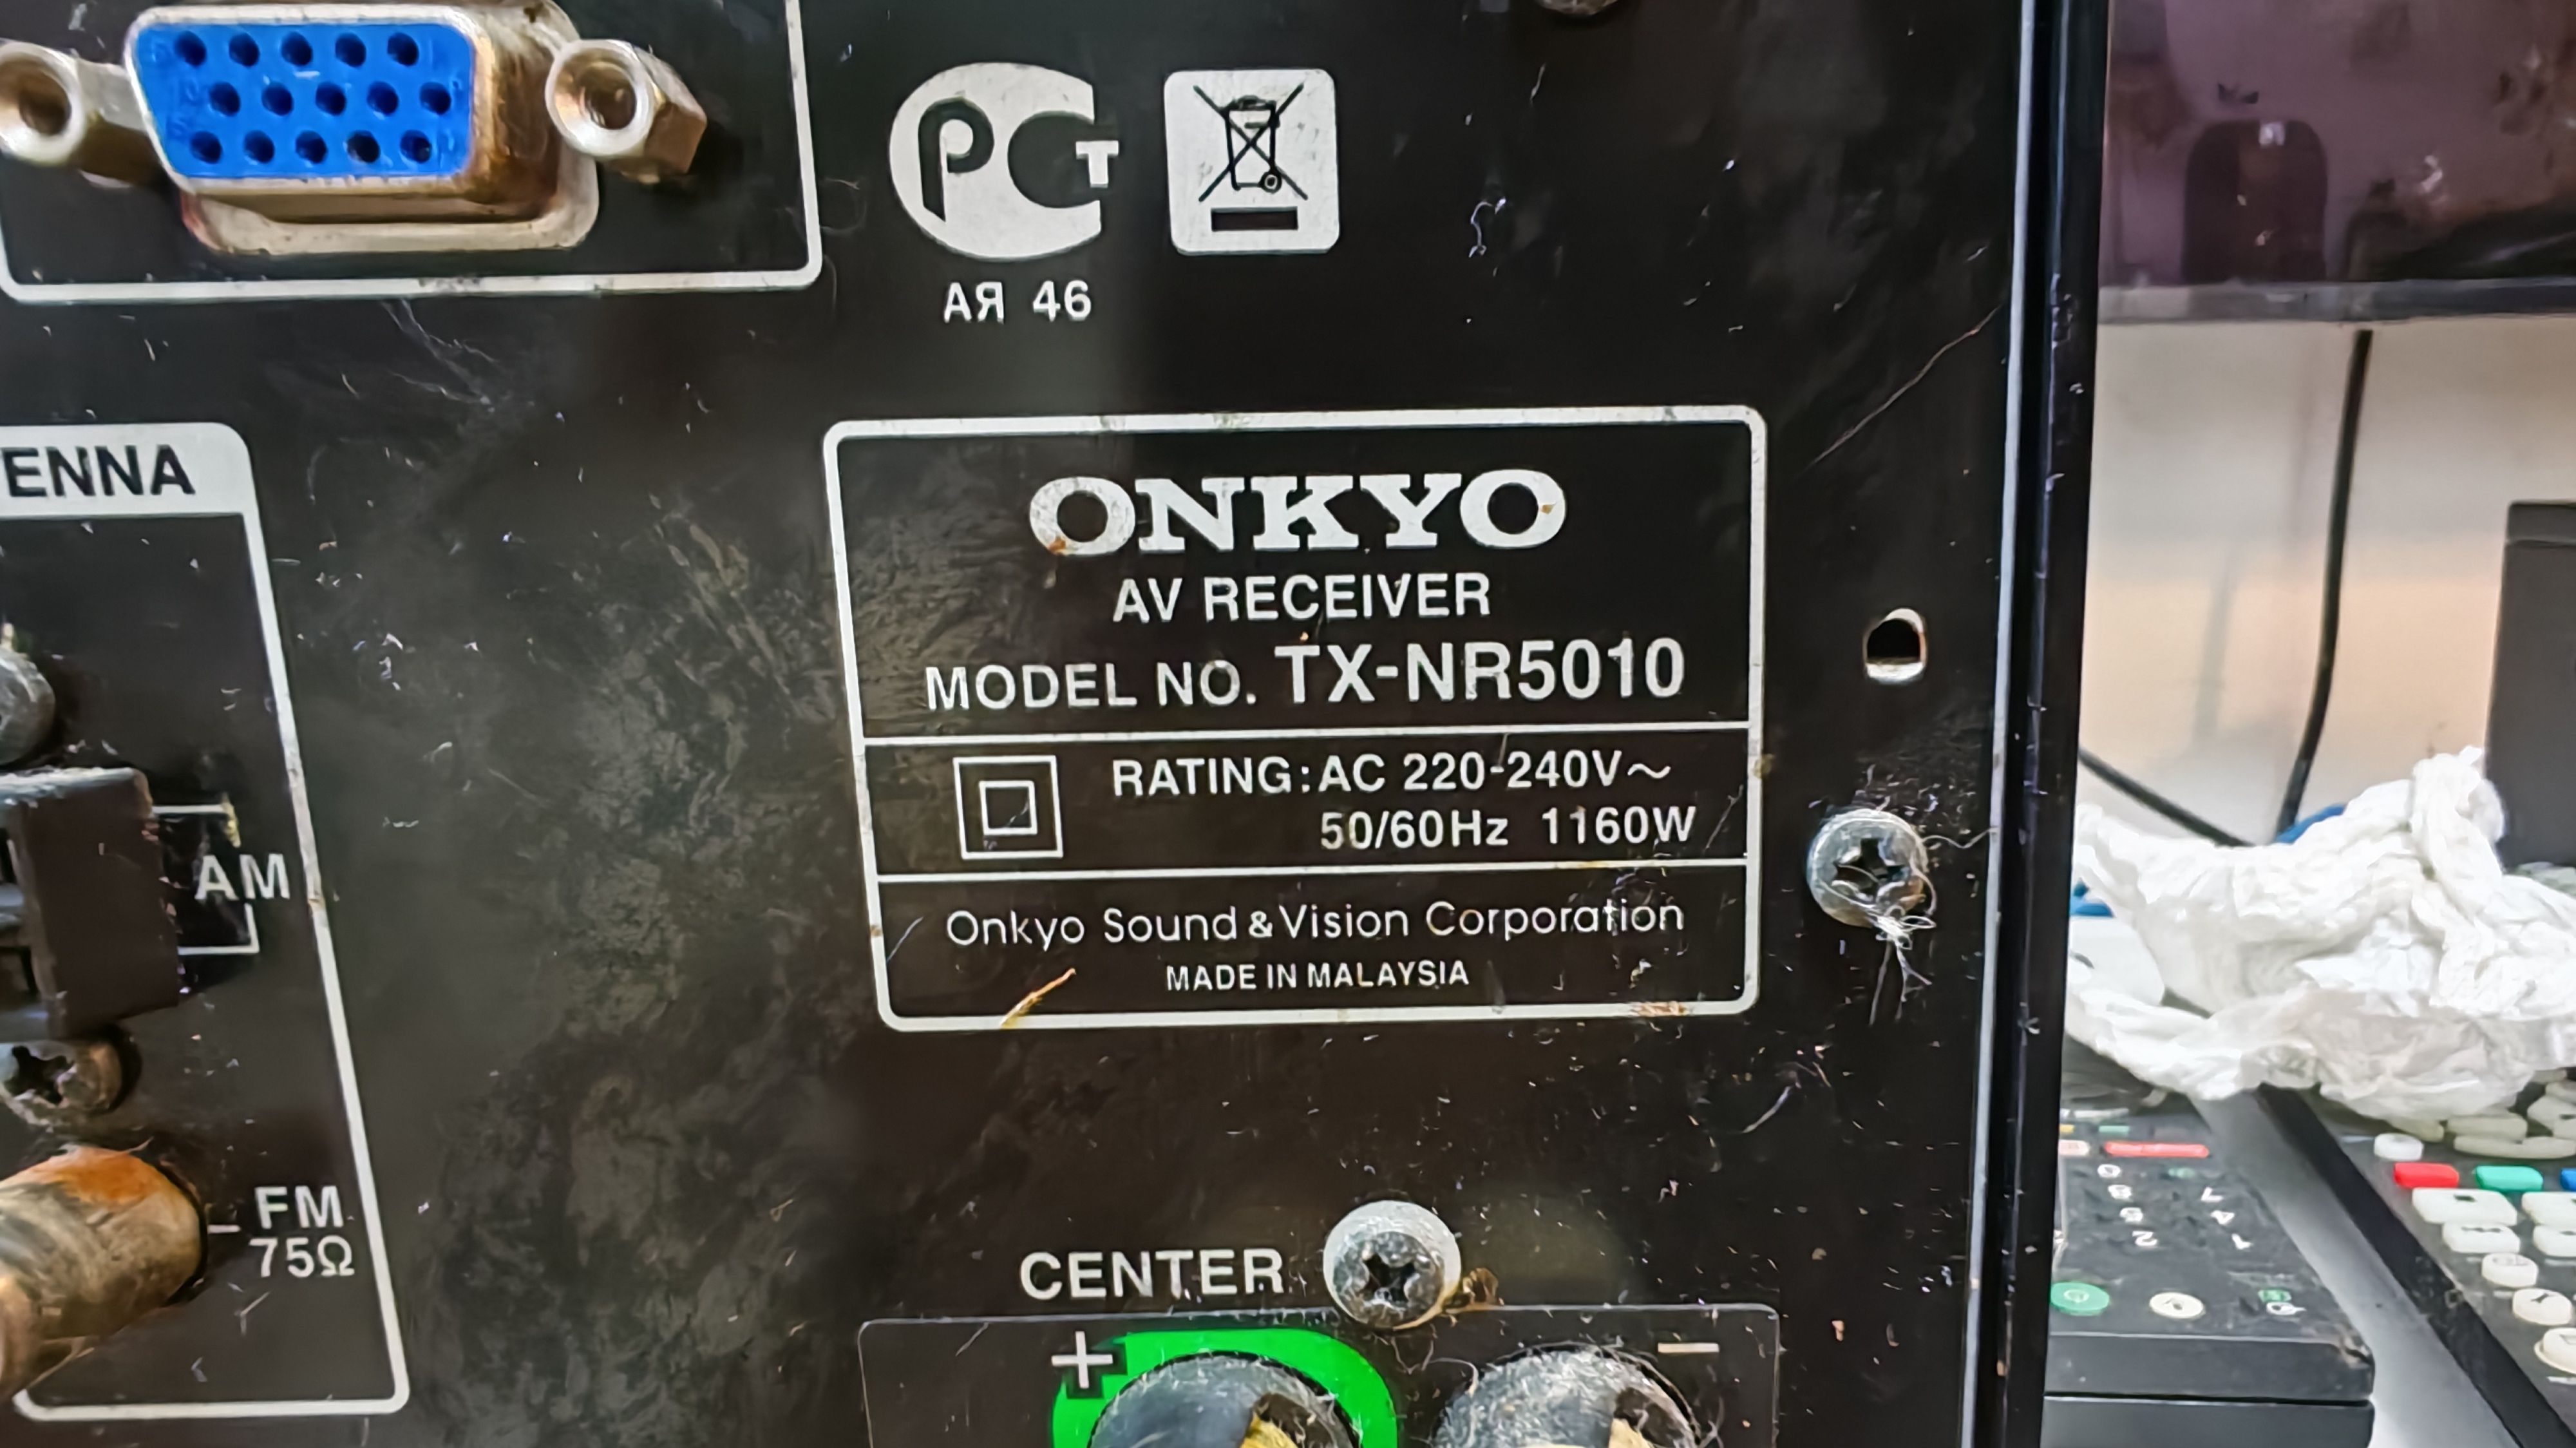 РСТ
АЯ 46
ENNA
AM
FM
75Ω
ONKYO
AV RECEIVER
MODEL NO. TX-NR5010
RATING: AC 220-240V~
50/60Hz 1160W
Onkyo Sound & Vision Corporation
MADE IN MALAYSIA
CENTER
+ −